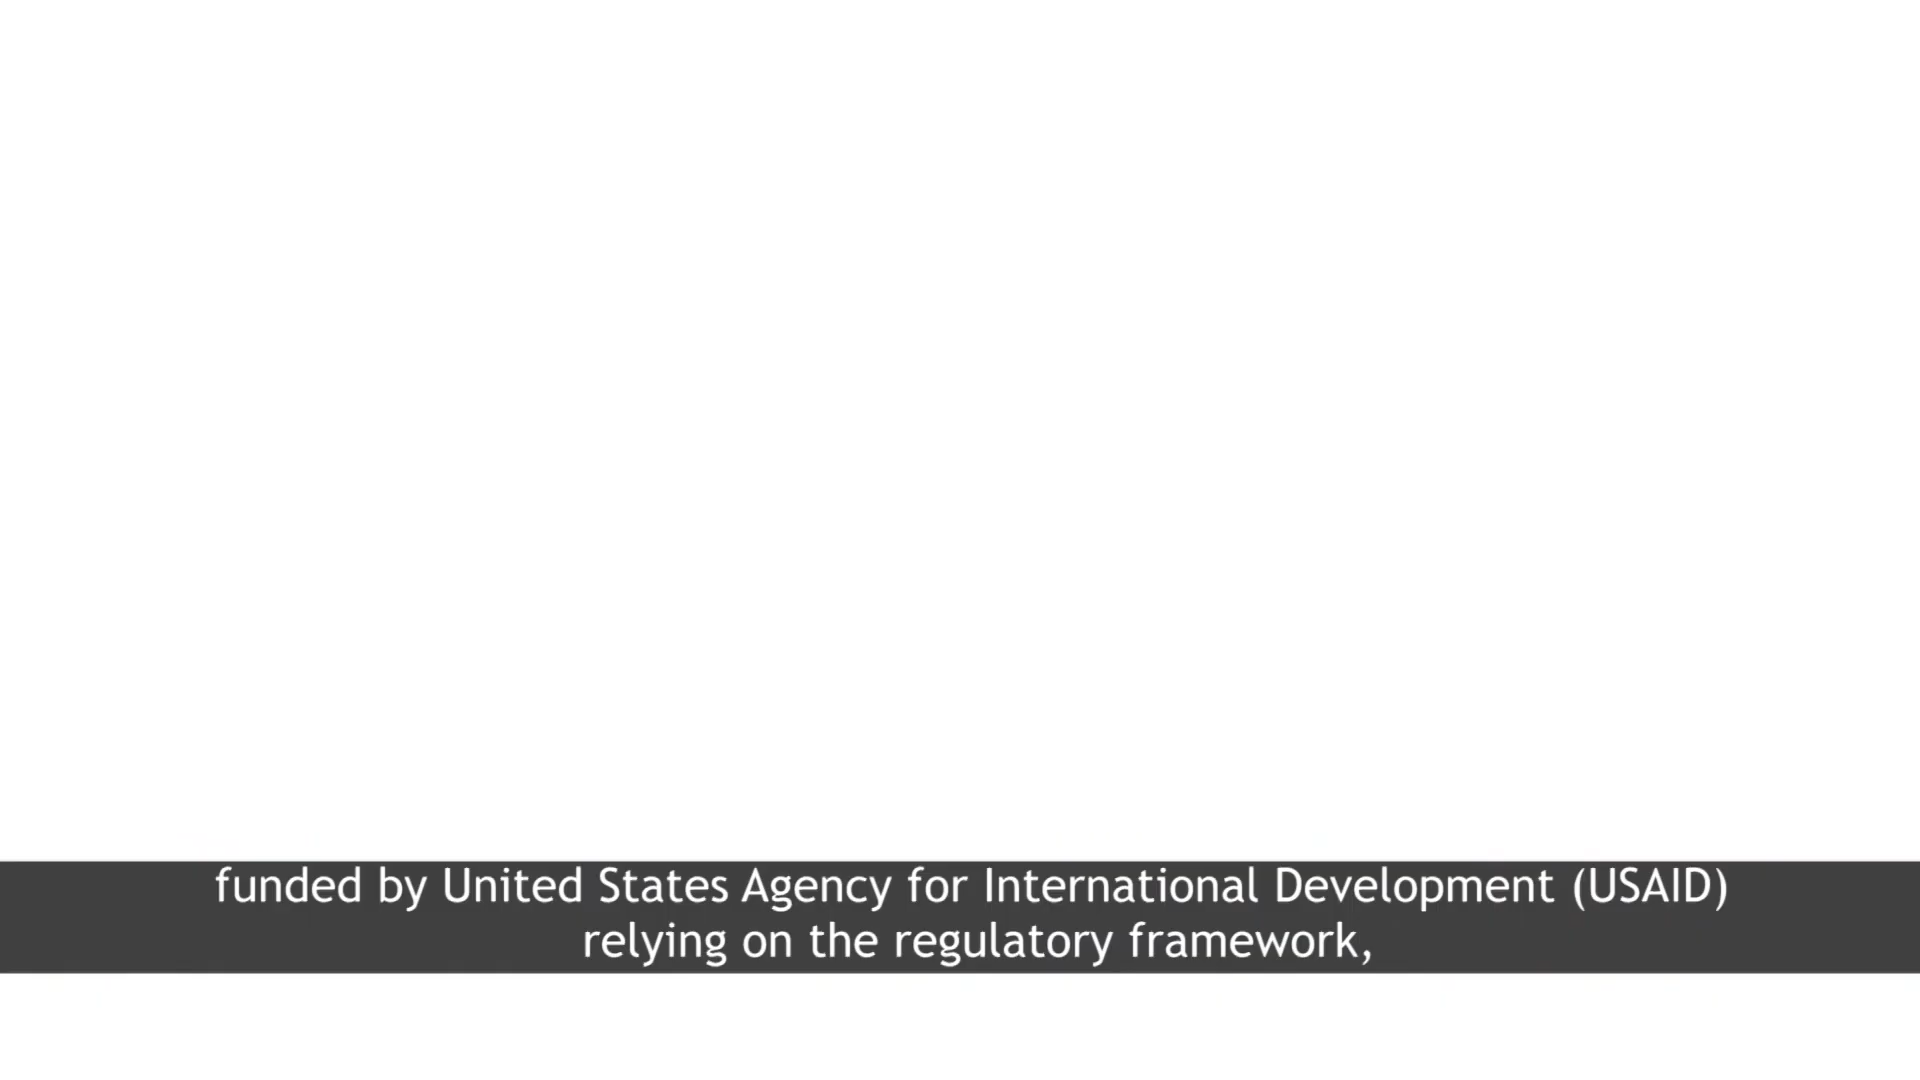 funded by United States Agency for International Development (USAID)
relying on the regulatory framework,